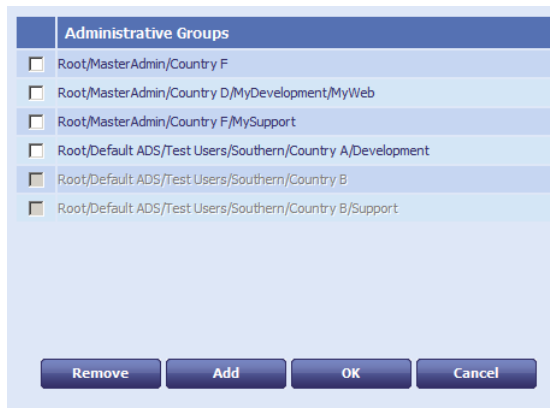 Administrative Groups
Root/MasterAdmin/Country F
Root/MasterAdmin/Country D/MyDevelopment/MyWeb
Root/MasterAdmin/Country F/MySupport
Root/Default ADS/Test Users/Southern/Country A/Development
Root/Default ADS/Test Users/Southern/Country B
Root/Default ADS/Test Users/Southern/Country B/Support
Remove Add OK Cancel